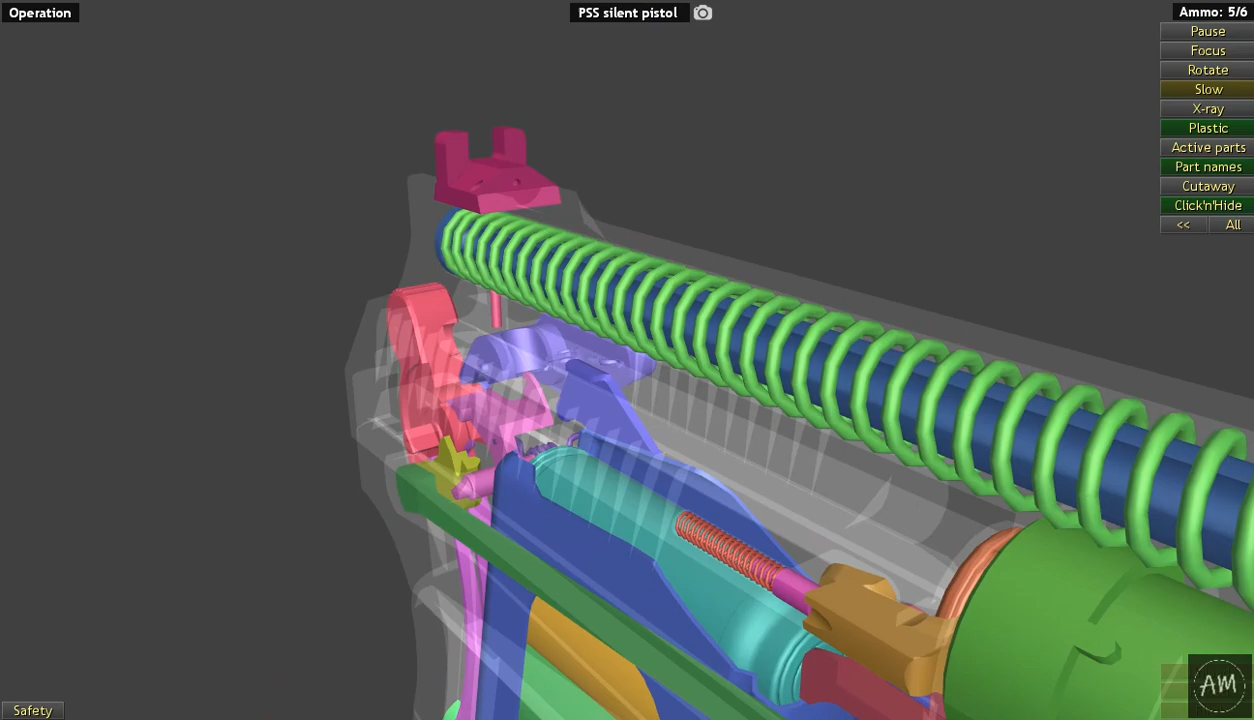 Operation
PSS silent pistol
Ammo: 5/6
Pause
Focus
Rotate
Slow
X-ray
Plastic
Active parts
Part names
Cutaway
Click'n'Hide
<< All
Safety
AM